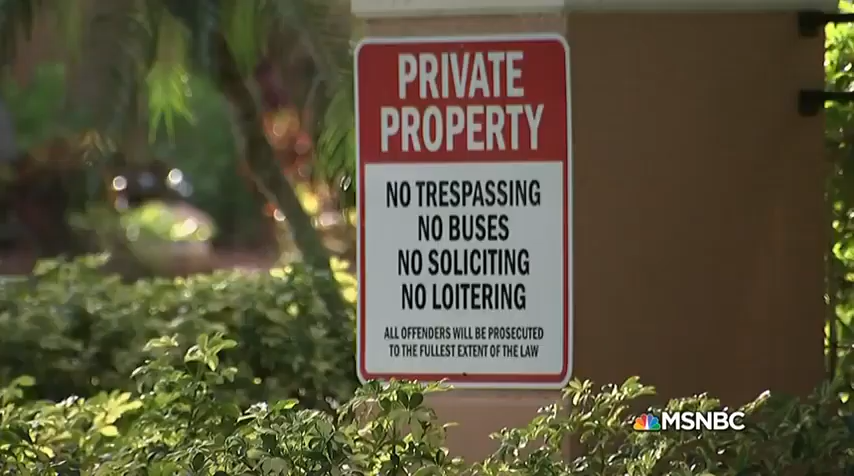 PRIVATE
PROPERTY
NO TRESPASSING
NO BUSES
NO SOLICITING
NO LOITERING
ALL OFFENDERS WILL BE PROSECUTED
TO THE FULLEST EXTENT OF THE LAW
MSNBC